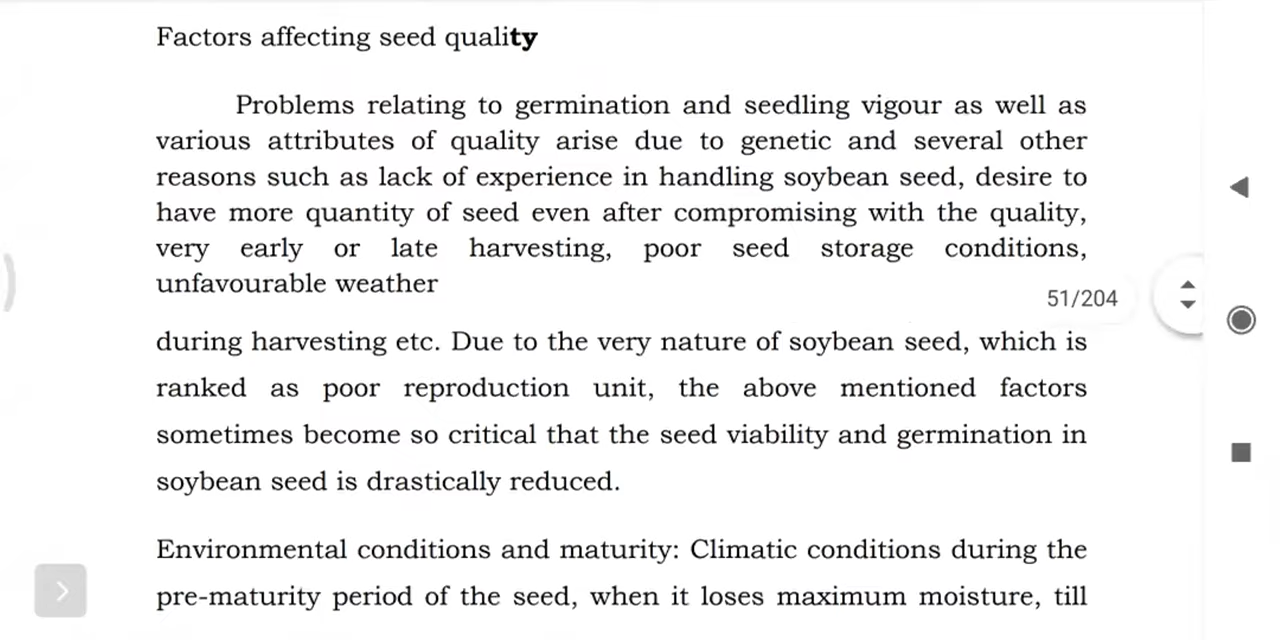 Factors affecting seed quality
Problems relating to germination and seedling vigour as well as
various attributes of quality arise due to genetic and several other
reasons such as lack of experience in handling soybean seed, desire to
have more quantity of seed even after compromising with the quality,
very early or late harvesting, poor seed storage conditions,
unfavourable weather
51/204
during harvesting etc. Due to the very nature of soybean seed, which is
ranked as poor reproduction unit, the above mentioned factors
sometimes become so critical that the seed viability and germination in
soybean seed is drastically reduced.
Environmental conditions and maturity: Climatic conditions during the
pre-maturity period of the seed, when it loses maximum moisture, till